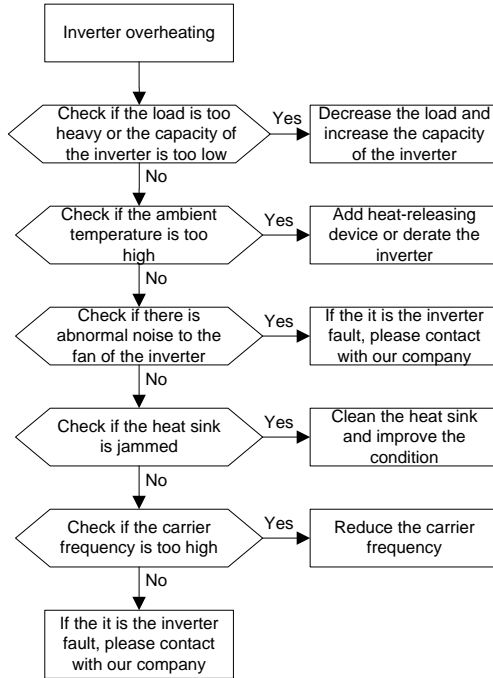 Inverter overheating
Check if the load is too
heavy or the capacity of
the inverter is too low
Yes
Decrease the load and
increase the capacity
of the inverter
No
Check if the ambient
temperature is too
high
Yes
Add heat-releasing
device or derate the
inverter
No
Check if there is
abnormal noise to the
fan of the inverter
Yes
If the it is the inverter
fault, please contact
with our company
No
Check if the heat sink
is jammed
Yes
Clean the heat sink
and improve the
condition
No
Check if the carrier
frequency is too high
Yes
Reduce the carrier
frequency
No
If the it is the inverter
fault, please contact
with our company